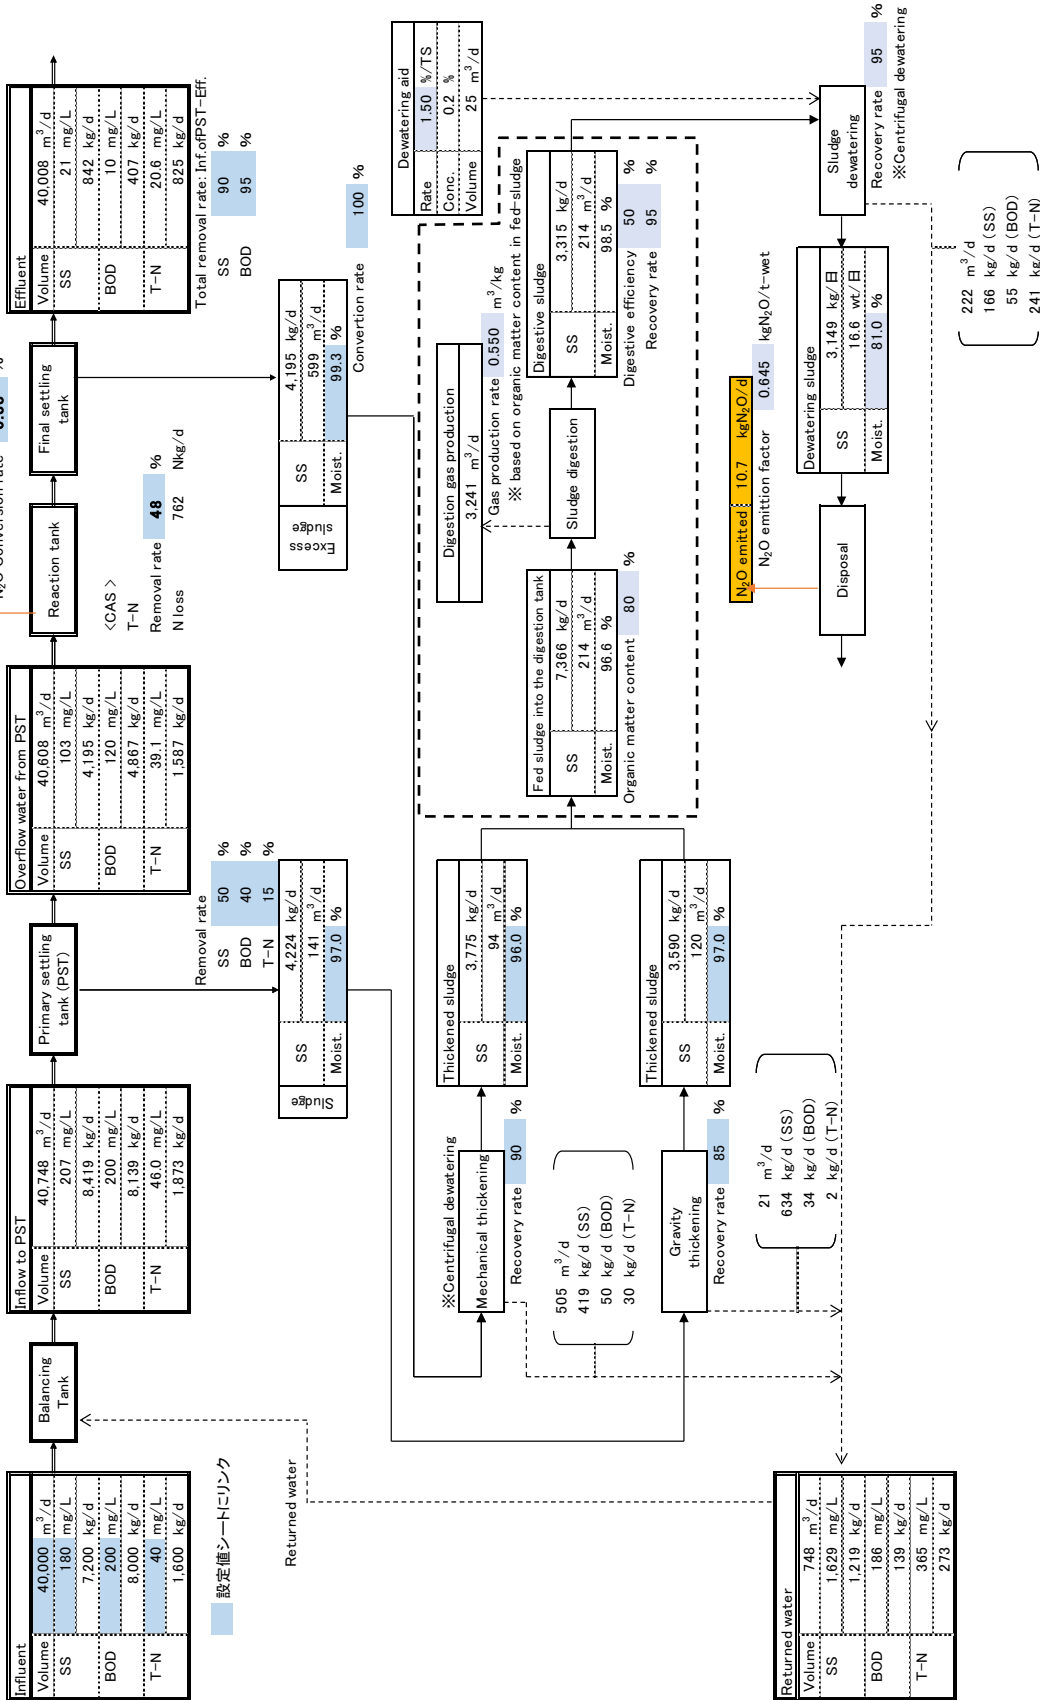 Influent
Volume 40,000 m³/d
SS 180 mg/L
7,200 kg/d
BOD 200 mg/L
8,000 kg/d
T-N 40 mg/L
1,600 kg/d
設定値シートにリンク
Balancing
Tank
Returned water
Inflow to PST
Volume 40,748 m³/d
SS 207 mg/L
8,419 kg/d
BOD 200 mg/L
8,139 kg/d
T-N 46.0 mg/L
1,873 kg/d
Primary settling
tank (PST)
Removal rate
SS 50 %
BOD 40 %
T-N 15 %
Overflow water from PST
Volume 40,608 m³/d
SS 103 mg/L
4,195 kg/d
BOD 120 mg/L
4,867 kg/d
T-N 39.1 mg/L
1,587 kg/d
N₂O Conversion rate %
Reaction tank
<CAS>
T-N
Removal rate 48 %
N loss 762 Nkg/d
Final settling
tank
Effluent
Volume 40,008 m³/d
SS 21 mg/L
842 kg/d
BOD 10 mg/L
407 kg/d
T-N 20.6 mg/L
825 kg/d
Total removal rate: Inf.ofPST-Eff.
SS 90 %
BOD 95 %
Sludge
SS 4,224 kg/d
141 m³/d
Moist. 97.0 %
Excess
sludge
SS 4,195 kg/d
599 m³/d
Moist. 99.3 %
Convertion rate 100 %
Dewatering aid
Rate 1.50 %/TS
Conc. 0.2 %
Volume 25 m³/d
※Centrifugal dewatering
Mechanical thickening
Recovery rate 90 %
505 m³/d
419 kg/d (SS)
50 kg/d (BOD)
30 kg/d (T-N)
Thickened sludge
SS 3,775 kg/d
94 m³/d
Moist. 96.0 %
Digestion gas production
3,241 m³/d
Gas production rate 0.550 m³/kg
※ based on organic matter content in fed-sludge
Fed sludge into the digestion tank
SS 7,366 kg/d
214 m³/d
Moist. 96.6 %
Organic matter content 80 %
Sludge digestion
Digestive sludge
SS 3,315 kg/d
214 m³/d
Moist. 98.5 %
Digestive efficiency 50 %
Recovery rate 95 %
Gravity
thickening
Recovery rate 85 %
21 m³/d
634 kg/d (SS)
34 kg/d (BOD)
2 kg/d (T-N)
Thickened sludge
SS 3,590 kg/d
120 m³/d
Moist. 97.0 %
N₂O emitted 10.7 kgN₂O/d
N₂O emittion factor 0.645 kgN₂O/t-wet
Disposal
Dewatering sludge
SS 3,149 kg/日
16.6 wt/日
Moist. 81.0 %
Sludge
dewatering
Recovery rate 95 %
※Centrifugal dewatering
Returned water
Volume 748 m³/d
SS 1,629 mg/L
1,219 kg/d
BOD 186 mg/L
139 kg/d
T-N 365 mg/L
273 kg/d
222 m³/d
166 kg/d (SS)
55 kg/d (BOD)
241 kg/d (T-N)